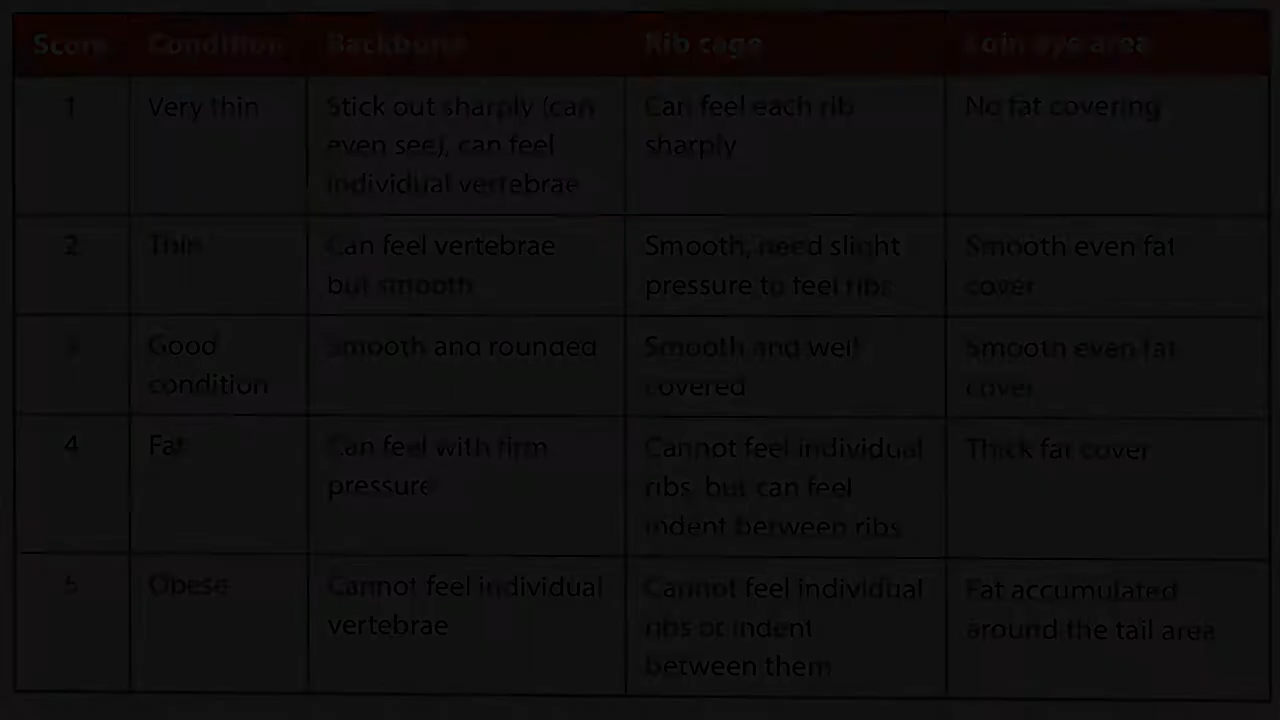 Score Condition Backbone Rib cage Loin eye area
1 Very thin Stick out sharply (can Can feel each rib No fat covering
even see), can feel sharply
individual vertebrae
2 Thin Can feel vertebrae Smooth, need slight Smooth even fat
but smooth pressure to feel ribs cover
3 Good Smooth and rounded Smooth and well Smooth even fat
condition covered cover
4 Fat Can feel with firm Cannot feel individual Thick fat cover
pressure ribs, but can feel
indent between ribs
5 Obese Cannot feel individual Cannot feel individual Fat accumulated
vertebrae ribs or indent around the tail area
between them